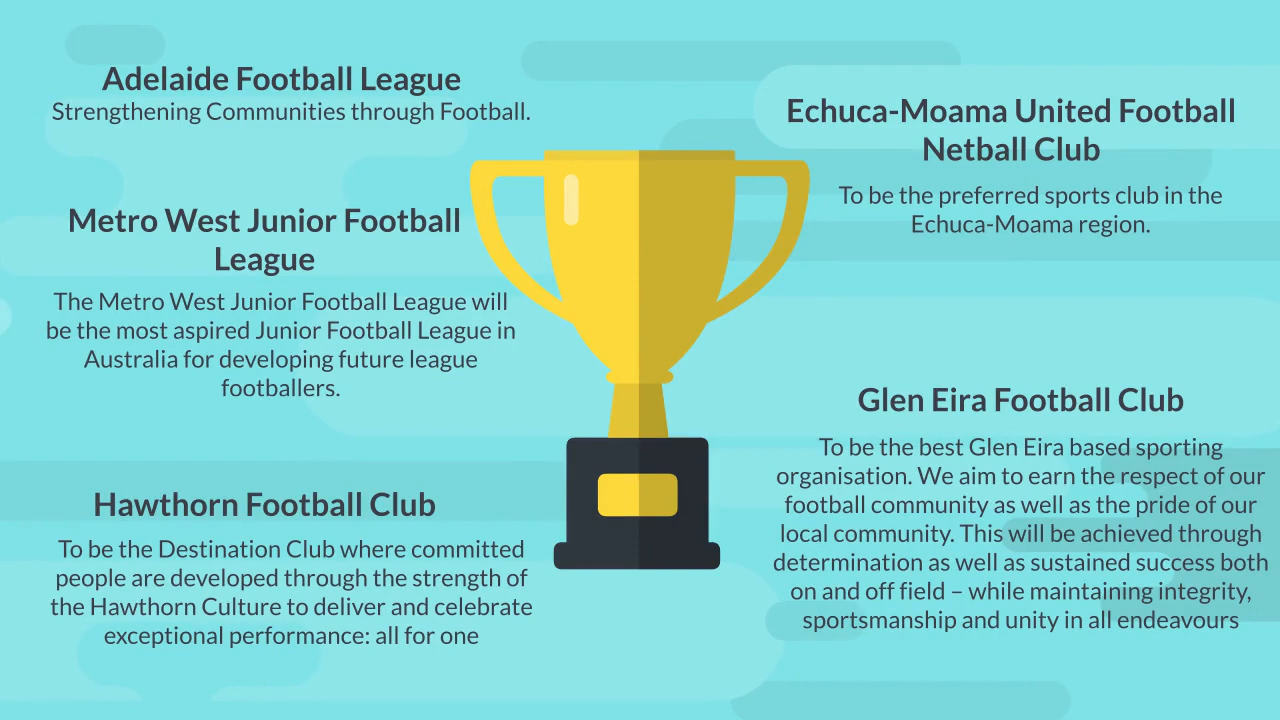 Adelaide Football League
Strengthening Communities through Football.
Metro West Junior Football
League
The Metro West Junior Football League will
be the most aspired Junior Football League in
Australia for developing future league
footballers.
Hawthorn Football Club
To be the Destination Club where committed
people are developed through the strength of
the Hawthorn Culture to deliver and celebrate
exceptional performance: all for one
Echuca-Moama United Football
Netball Club
To be the preferred sports club in the
Echuca-Moama region.
Glen Eira Football Club
To be the best Glen Eira based sporting
organisation. We aim to earn the respect of our
football community as well as the pride of our
local community. This will be achieved through
determination as well as sustained success both
on and off field – while maintaining integrity,
sportsmanship and unity in all endeavours